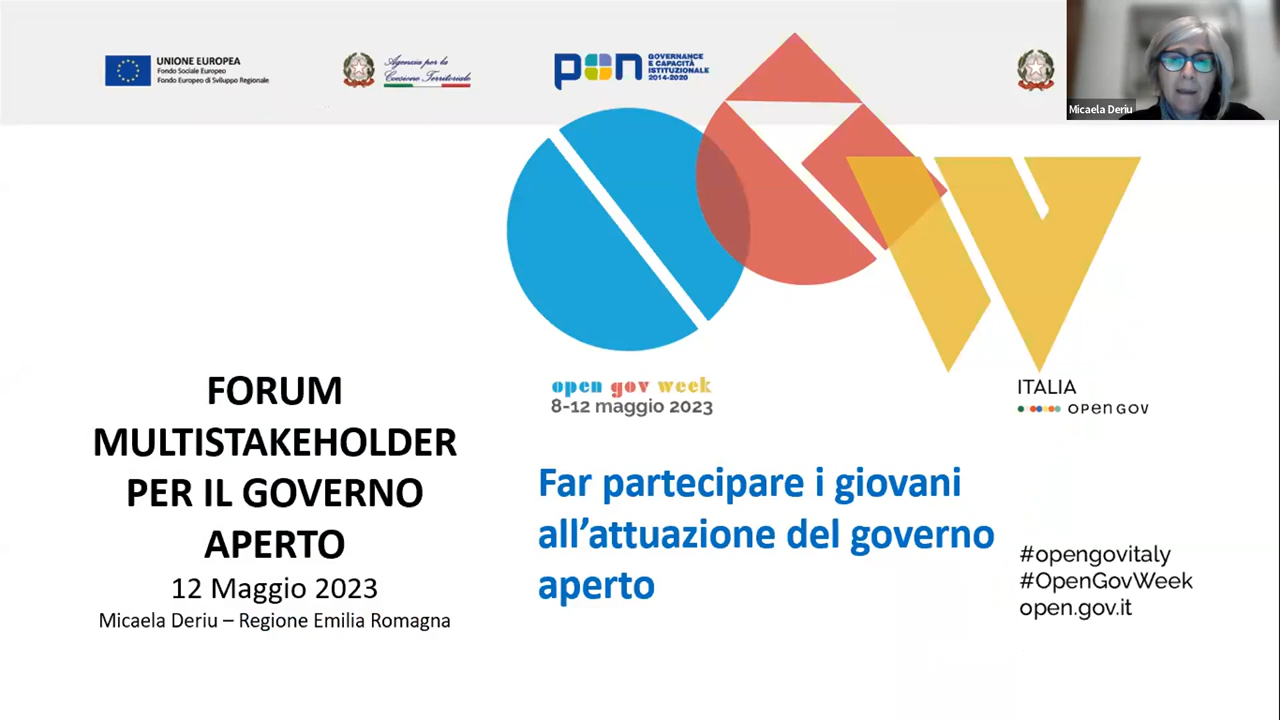 UNIONE EUROPEA
Fondo Sociale Europeo
Fondo Europeo di Sviluppo Regionale
Agenzia per la
Coesione Territoriale
pon
GOVERNANCE
E CAPACITÀ
ISTITUZIONALE
2014-2020
Micaela Deriu
open gov week
8-12 maggio 2023
ITALIA
OPENGOV
FORUM
MULTISTAKEHOLDER
PER IL GOVERNO
APERTO
12 Maggio 2023
Micaela Deriu – Regione Emilia Romagna
Far partecipare i giovani
all’attuazione del governo
aperto
#opengovitaly
#OpenGovWeek
open.gov.it